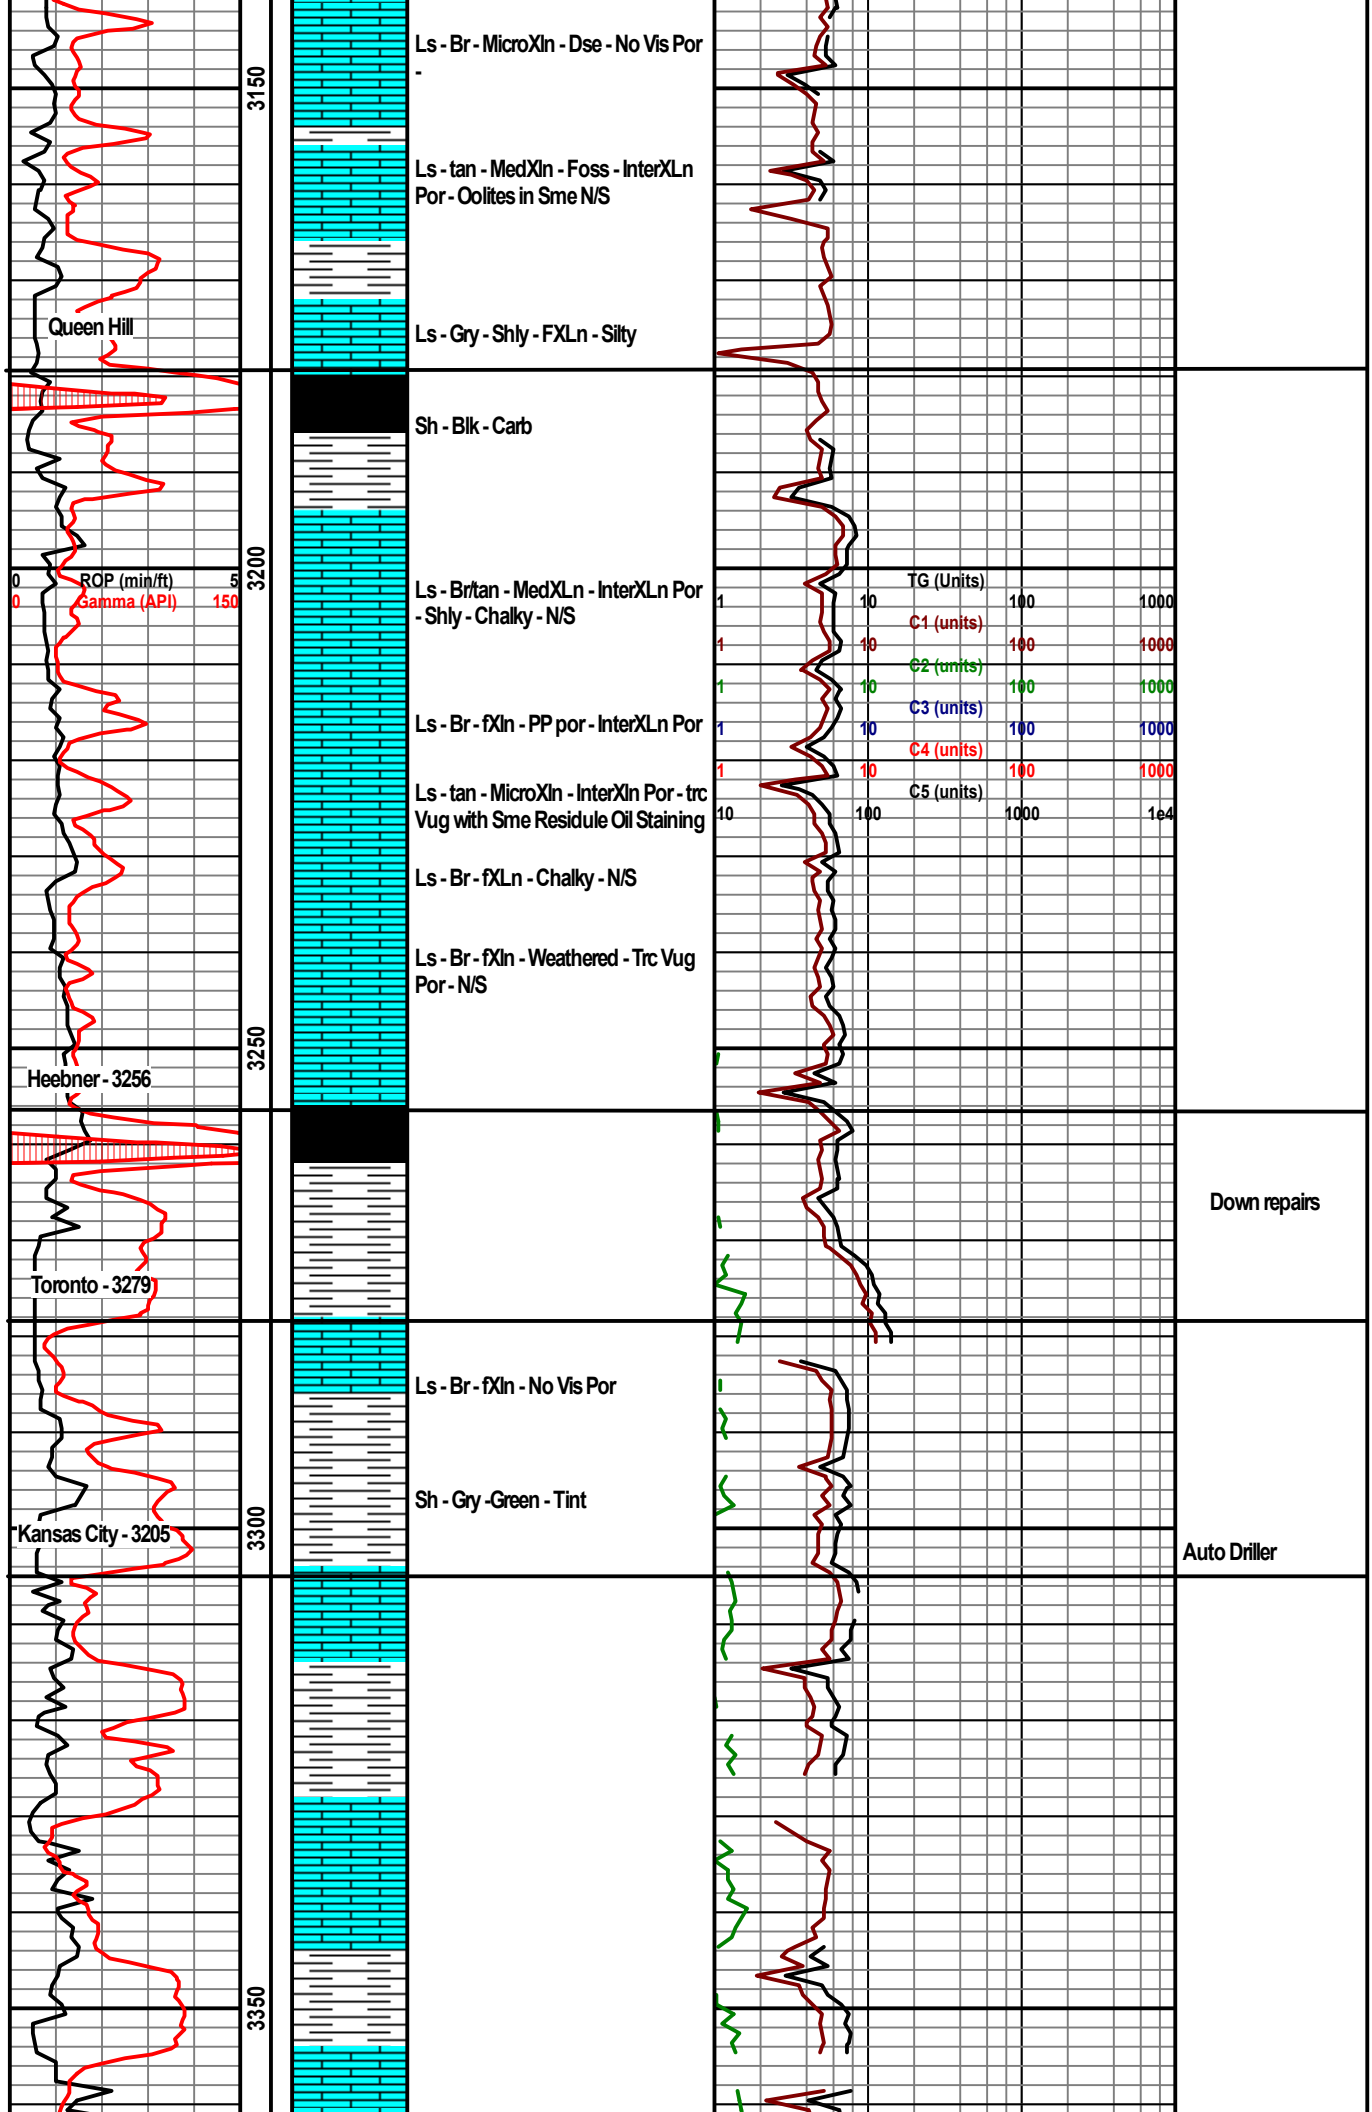 Ls - Br - MicroXln - Dse - No Vis Por
-
3150
Ls - tan - MedXln - Foss - InterXLn
Por - Oolites in Sme N/S
Queen Hill
Ls - Gry - Shly - FXLn - Silty
Sh - Blk - Carb
3200
0 ROP (min/ft) 5
0 Gamma (API) 150
Ls - Br/tan - MedXLn - InterXLn Por
- Shly - Chalky - N/S
TG (Units)
1 10 100 1000
C1 (units)
1 10 100 1000
C2 (units)
1 10 100 1000
C3 (units)
1 10 100 1000
C4 (units)
1 10 100 1000
C5 (units)
10 100 1000 1e4
Ls - Br - fXln - PP por - InterXLn Por
Ls - tan - MicroXln - InterXln Por - trc
Vug with Sme Residule Oil Staining
Ls - Br - fXLn - Chalky - N/S
Ls - Br - fXln - Weathered - Trc Vug
Por - N/S
3250
Heebner - 3256
Down repairs
Toronto - 3279
Ls - Br - fXln - No Vis Por
Sh - Gry -Green - Tint
3300
Kansas City - 3205
Auto Driller
3350